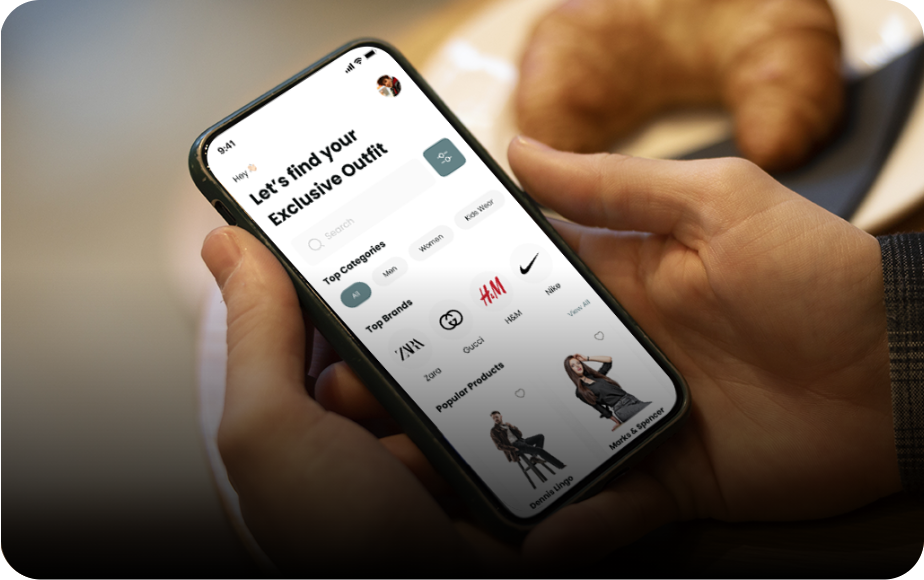 9:41
Hey 👋
Let's find your
Exclusive Outfit
Search
Top Categories
All Men Women Kids Wear
Top Brands
ZARA H&M
Zara Gucci H&M Nike
Popular Products View All
Dennis Lingo Marks & Spencer